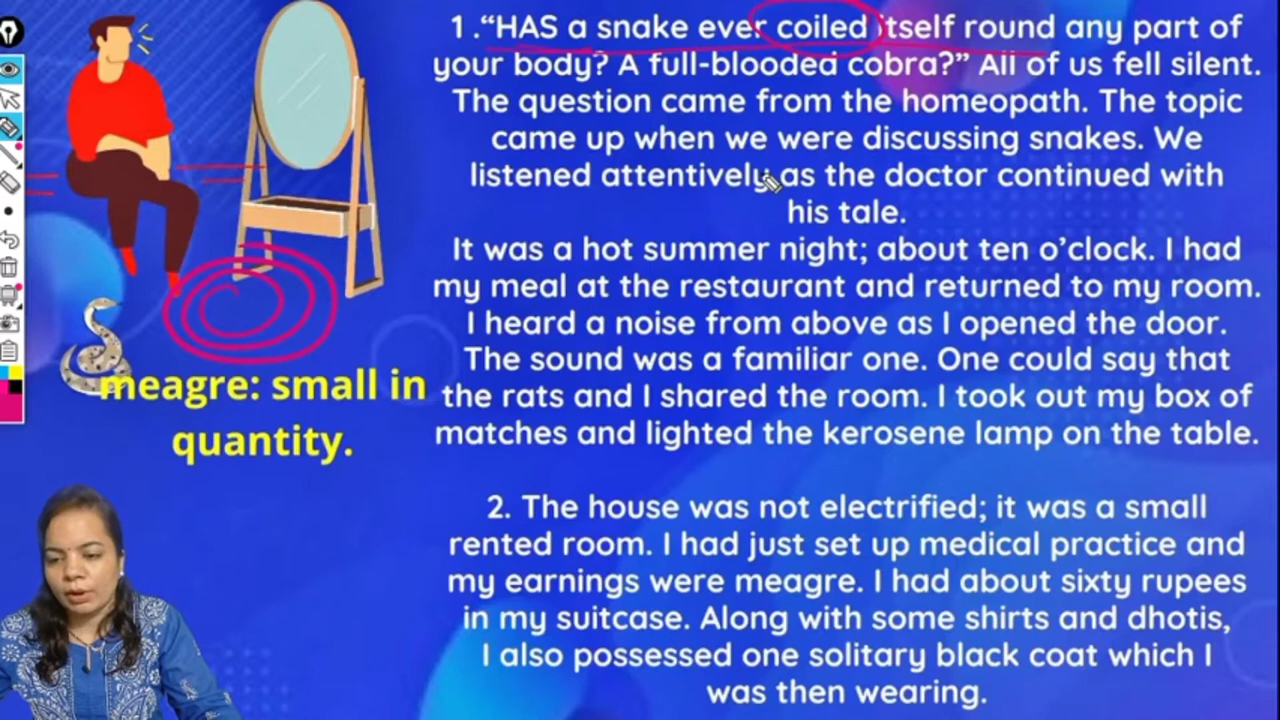 1 .“HAS a snake ever coiled itself round any part of
your body? A full-blooded cobra?” All of us fell silent.
The question came from the homeopath. The topic
came up when we were discussing snakes. We
listened attentively as the doctor continued with
his tale.
It was a hot summer night; about ten o’clock. I had
my meal at the restaurant and returned to my room.
I heard a noise from above as I opened the door.
The sound was a familiar one. One could say that
the rats and I shared the room. I took out my box of
matches and lighted the kerosene lamp on the table.
meagre: small in
quantity.
2. The house was not electrified; it was a small
rented room. I had just set up medical practice and
my earnings were meagre. I had about sixty rupees
in my suitcase. Along with some shirts and dhotis,
I also possessed one solitary black coat which I
was then wearing.